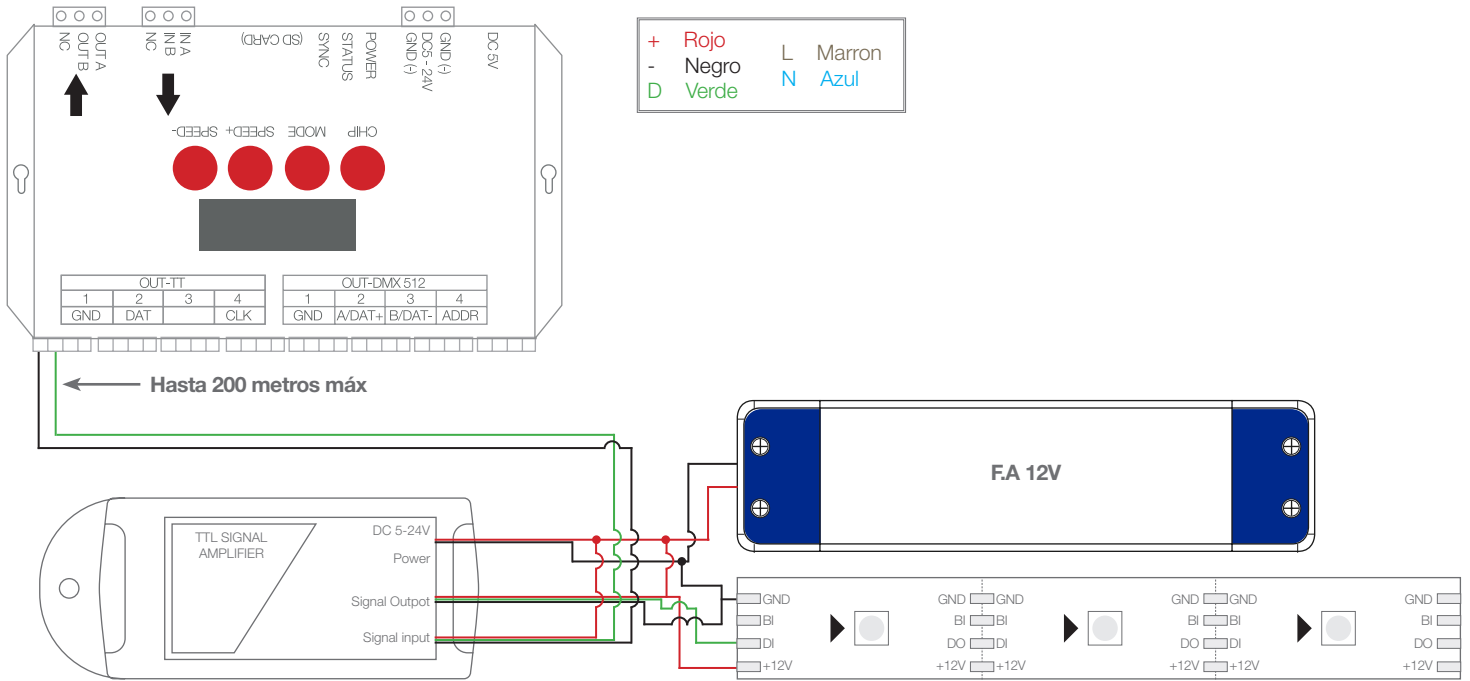 NC
OUT B
OUT A
NC
IN B
IN A
(SD CARD)
SYNC
STATUS
POWER
GND (-)
DC5 - 24V
GND (-)
DC 5V
+ Rojo
- Negro
D Verde
L Marron
N Azul
SPEED-
SPEED+
MODE
CHIP
OUT-TT
1 2 3 4
GND DAT CLK
OUT-DMX 512
1 2 3 4
GND A/DAT+ B/DAT- ADDR
Hasta 200 metros máx
F.A 12V
TTL SIGNAL
AMPLIFIER
DC 5-24V
Power
Signal Outpot
Signal input
GND GND GND GND GND GND
BI BI BI BI BI BI
DI DO DI DO DI DO
+12V +12V +12V +12V +12V +12V